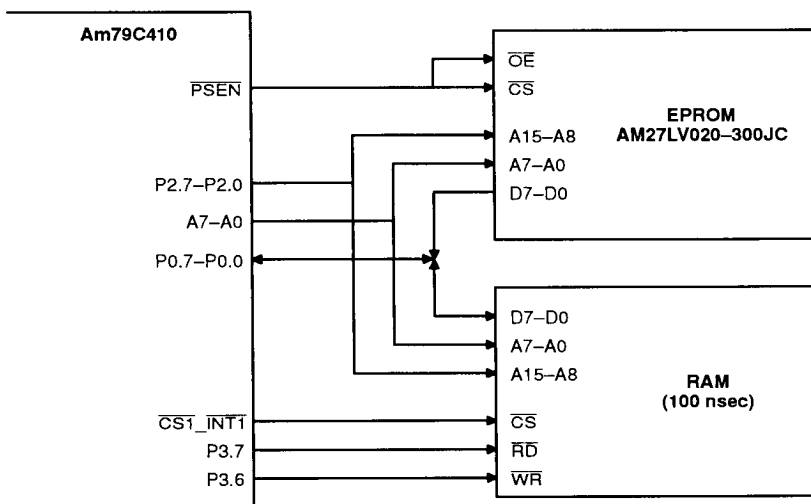 Am79C410
PSEN
P2.7–P2.0
A7–A0
P0.7–P0.0
CS1_INT1
P3.7
P3.6
OE
CS
A15–A8
A7–A0
D7–D0
EPROM
AM27LV020–300JC
D7–D0
A7–A0
A15–A8
CS
RD
WR
RAM
(100 nsec)